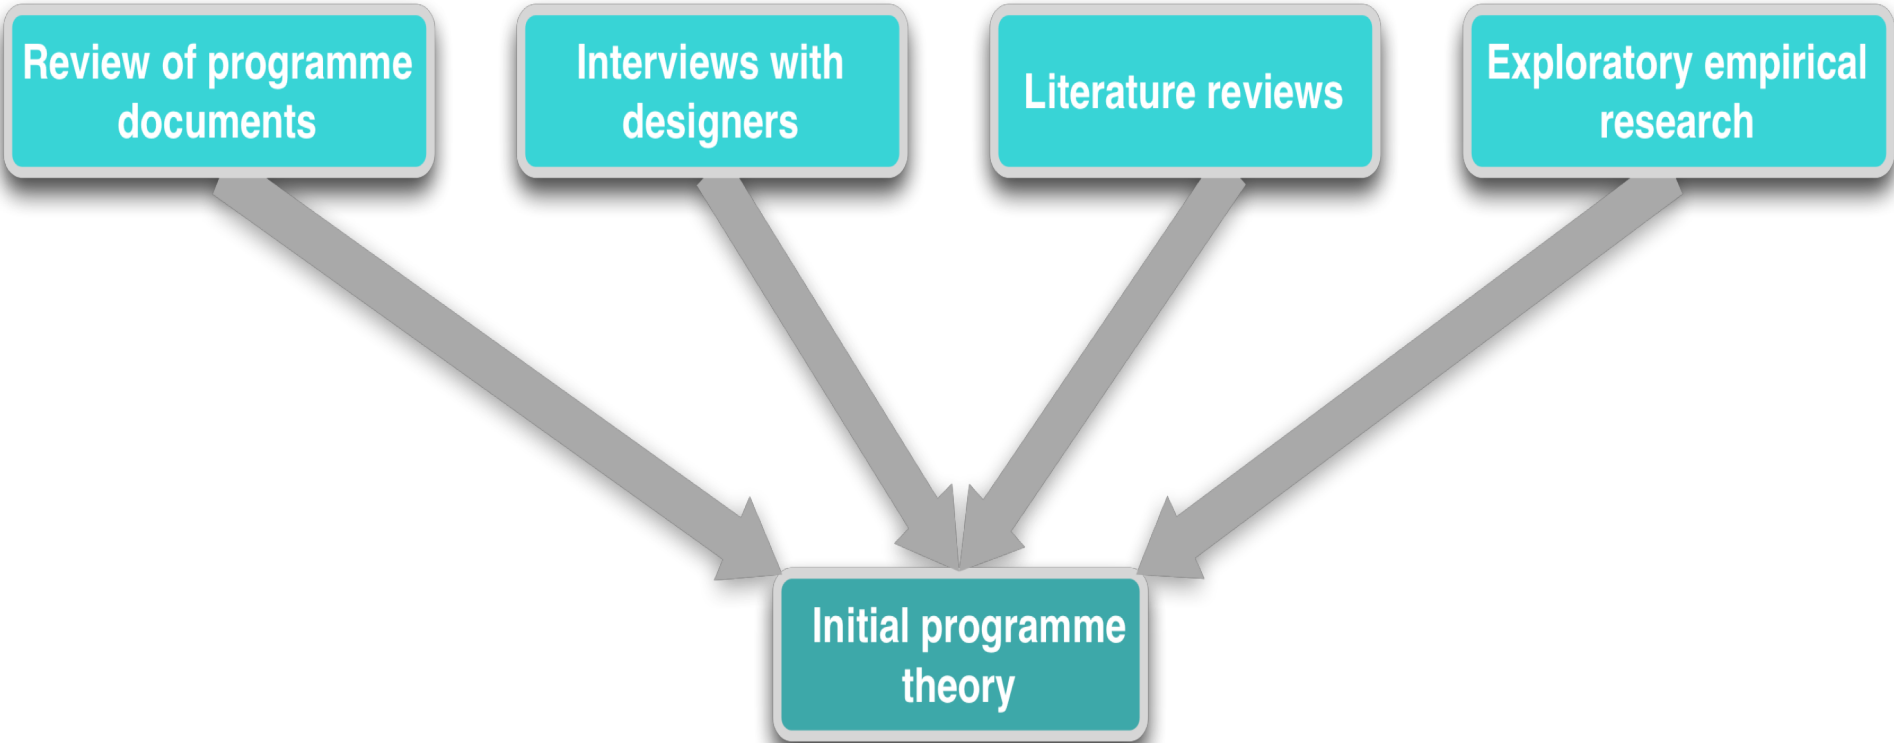 Review of programme
documents
Interviews with
designers
Literature reviews
Exploratory empirical
research
Initial programme
theory